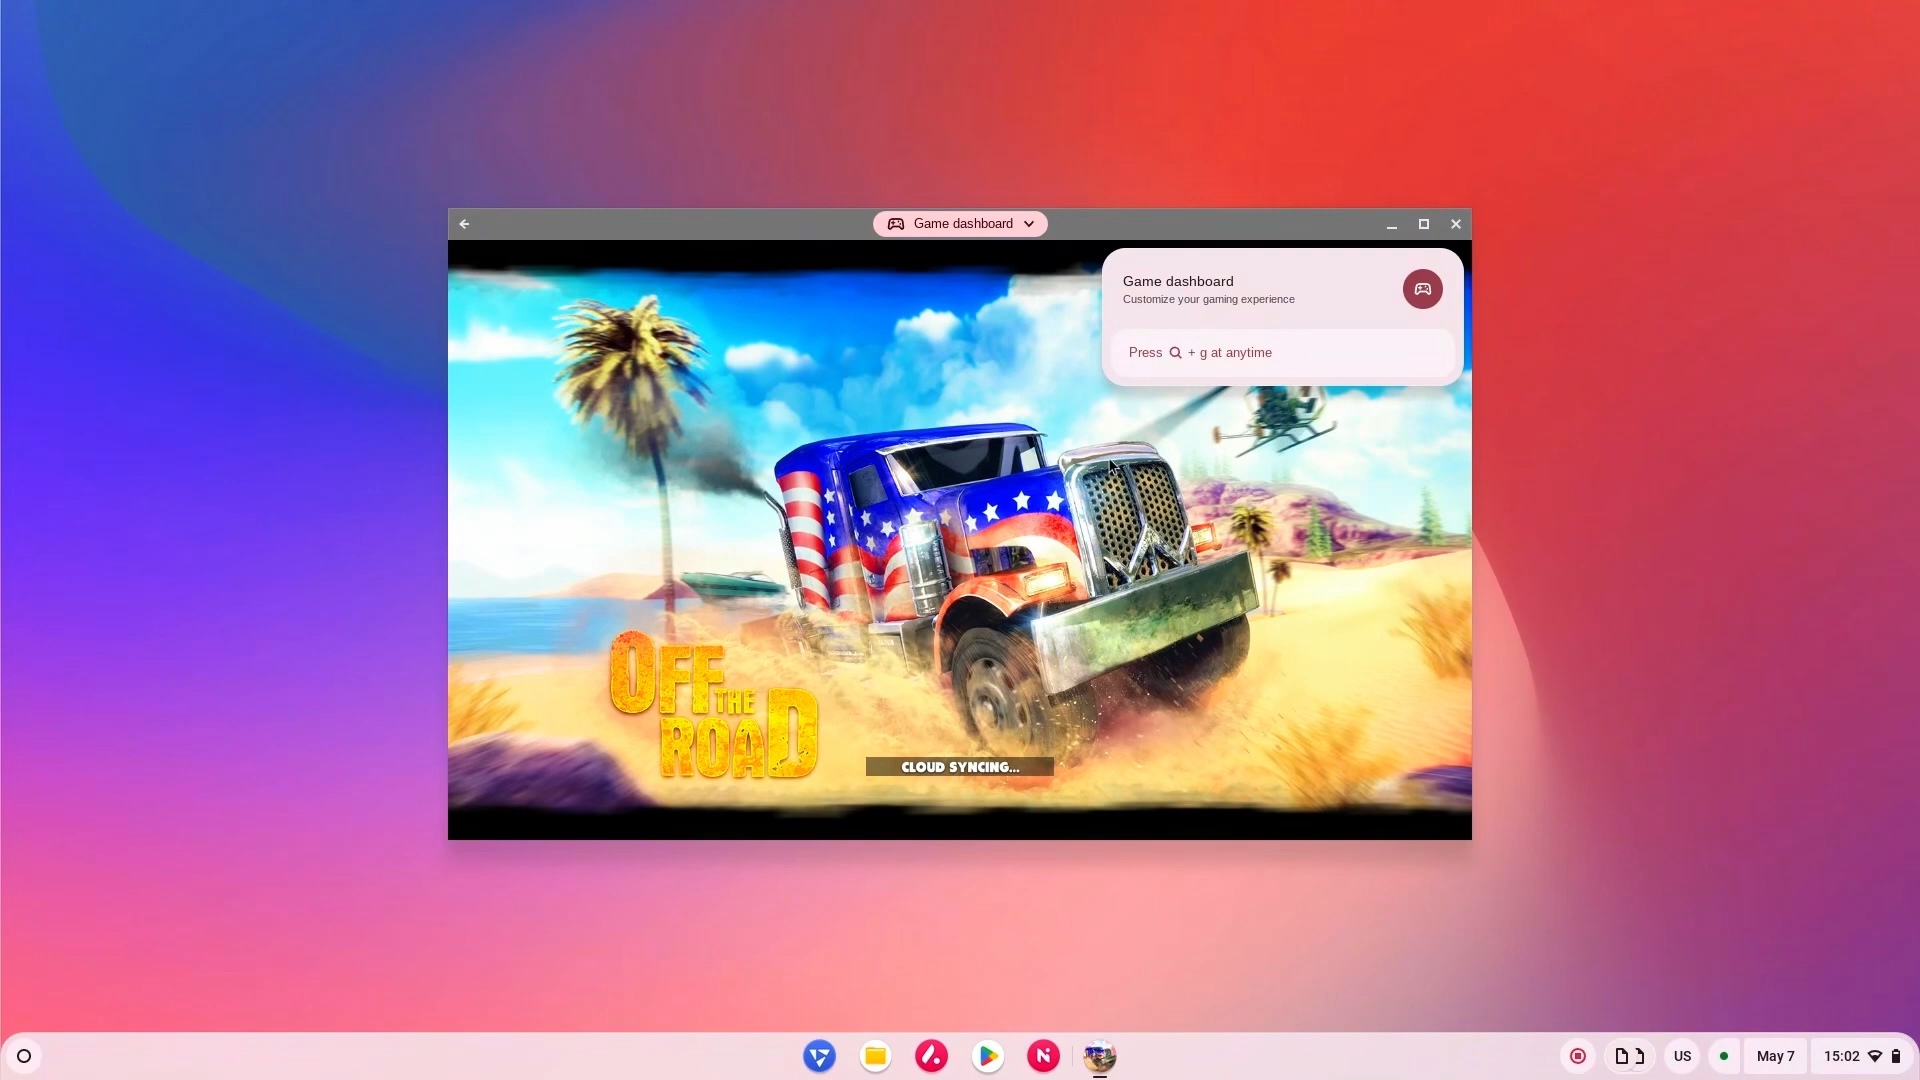 Game dashboard
Game dashboard
Customize your gaming experience
Press + g at anytime
OFF
THE
ROAD
CLOUD SYNCING...
US
May 7
15:02